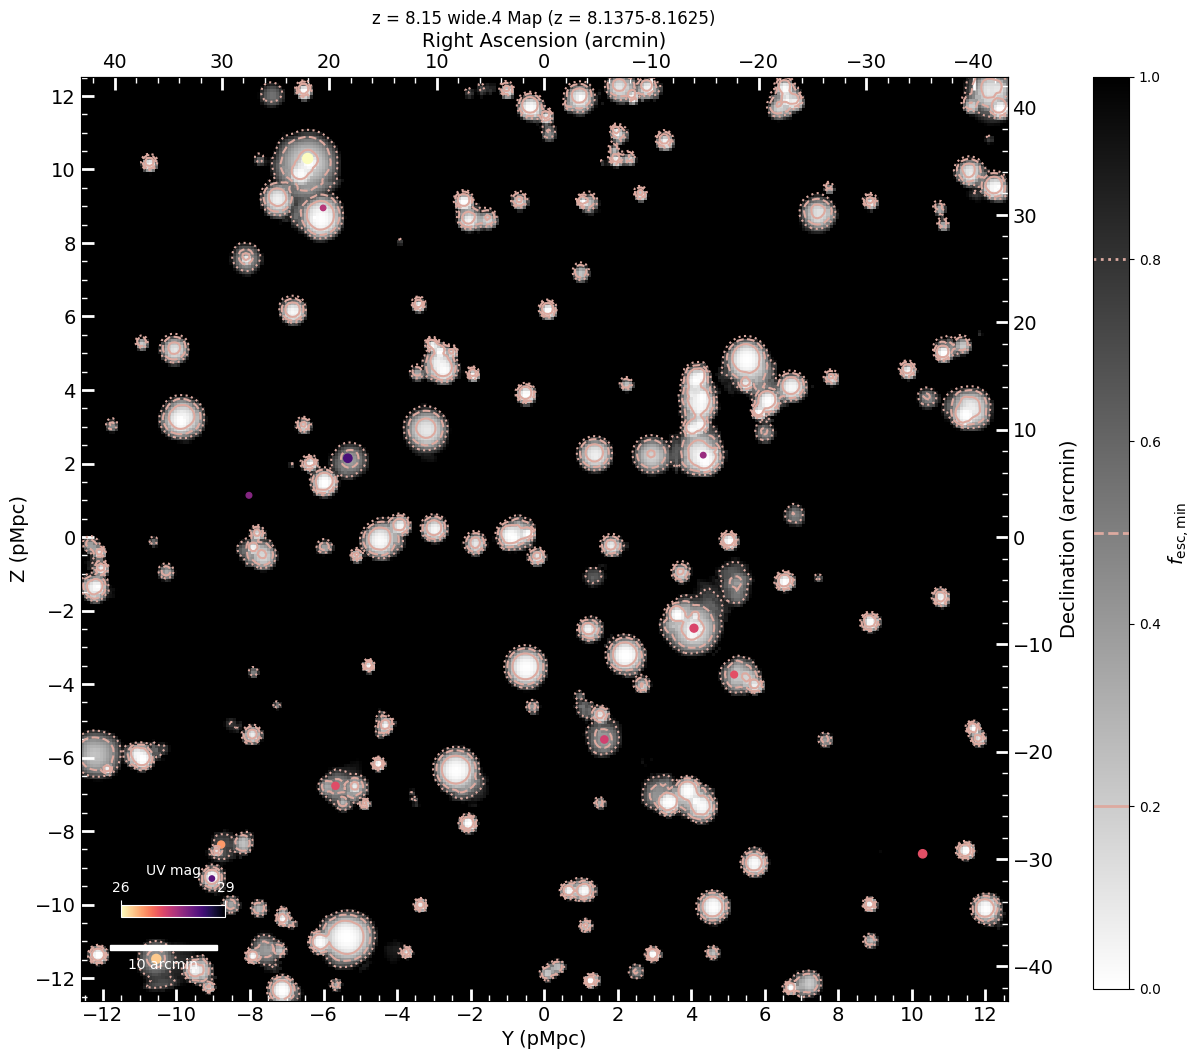 z = 8.15 wide.4 Map (z = 8.1375-8.1625)
Right Ascension (arcmin)
40 30 20 10 0 −10 −20 −30 −40
12 10 8 6 4 2 0 −2 −4 −6 −8 −10 −12
Z (pMpc)
40 30 20 10 0 −10 −20 −30 −40
Declination (arcmin)
1.0 0.8 0.6 0.4 0.2 0.0
fesc,min
UV mag
26 29
10 arcmin
−12 −10 −8 −6 −4 −2 0 2 4 6 8 10 12
Y (pMpc)